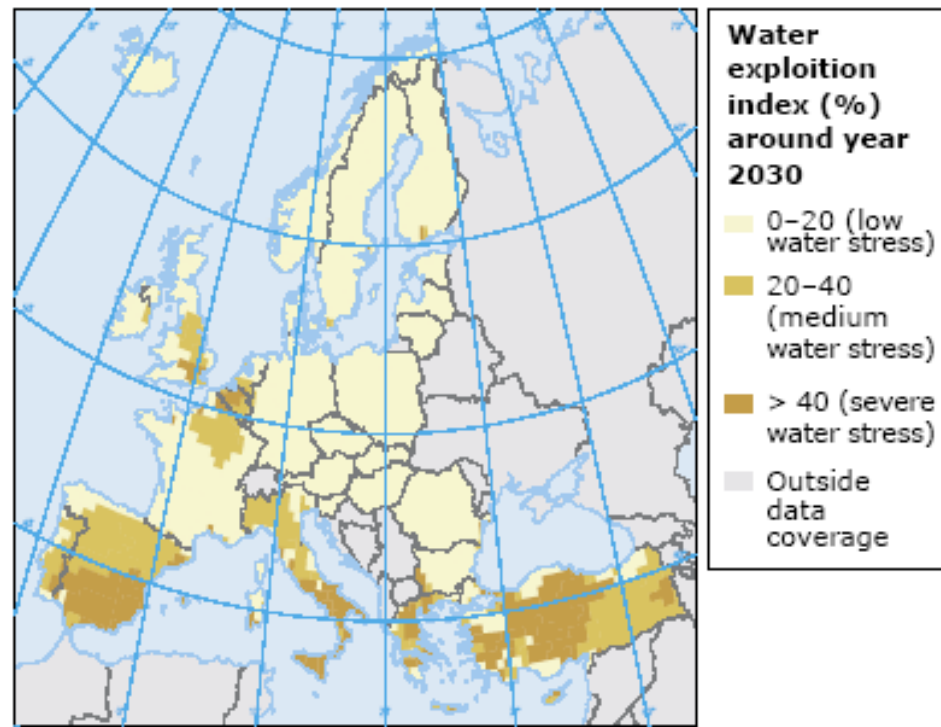 Water
exploition
index (%)
around year
2030
0–20 (low
water stress)
20–40
(medium
water stress)
> 40 (severe
water stress)
Outside
data
coverage